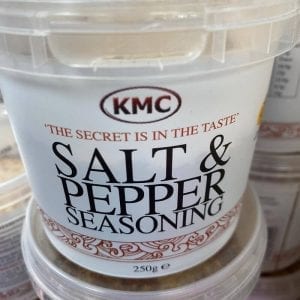 KMC
'THE SECRET IS IN THE TASTE'
SALT &
PEPPER
SEASONING
250g e